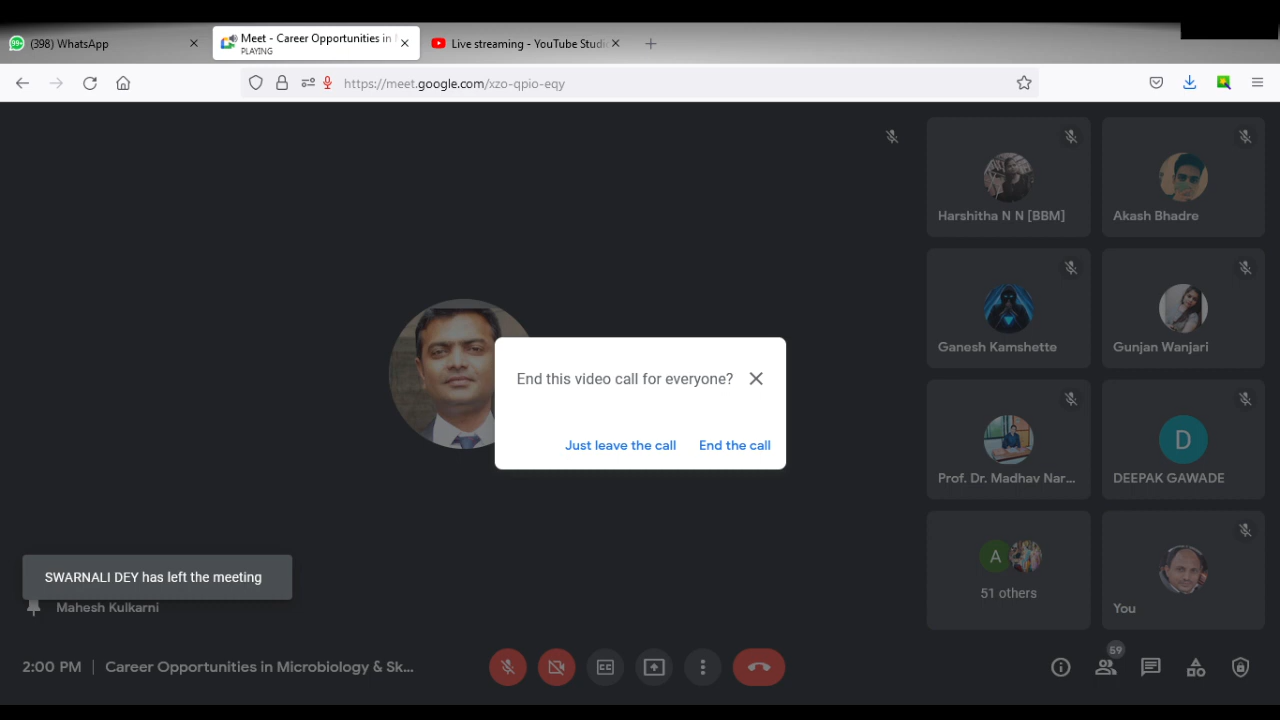 99+ (398) WhatsApp
Meet - Career Opportunities in
PLAYING
Live streaming - YouTube Studio
https://meet.google.com/xzo-qpio-eqy
Harshitha N N [BBM]
Akash Bhadre
Ganesh Kamshette
Gunjan Wanjari
End this video call for everyone?
Just leave the call
End the call
Prof. Dr. Madhav Nar...
DEEPAK GAWADE
D
A
51 others
You
SWARNALI DEY has left the meeting
Mahesh Kulkarni
2:00 PM | Career Opportunities in Microbiology & Sk...
CC
59